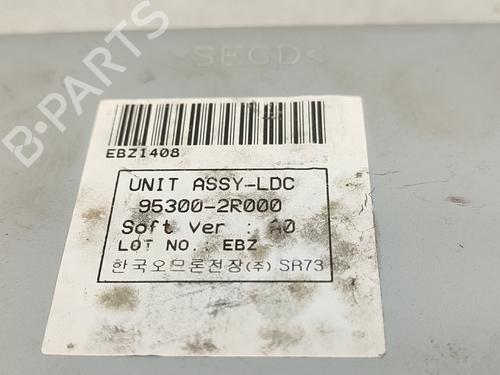 B-PARTS
>SECD<
EBZ1408
UNIT ASSY-LDC
95300-2R000
Soft Ver : A0
LOT NO. : EBZ
한국오므론전장(주) SR73